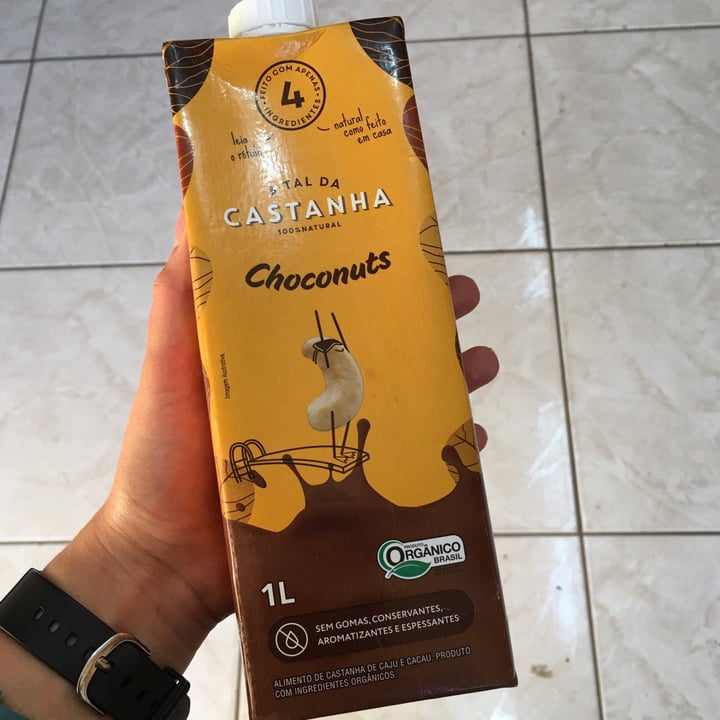 FEITO COM APENAS
4
INGREDIENTES
leia
o rótulo
natural
como feito
em casa
A TAL DA
CASTANHA
100% NATURAL
Choconuts
Imagem ilustrativa
PRODUTO
ORGÂNICO
BRASIL
1L
SEM GOMAS, CONSERVANTES,
AROMATIZANTES E ESPESSANTES
ALIMENTO DE CASTANHA DE CAJU E CACAU. PRODUTO
COM INGREDIENTES ORGÂNICOS.